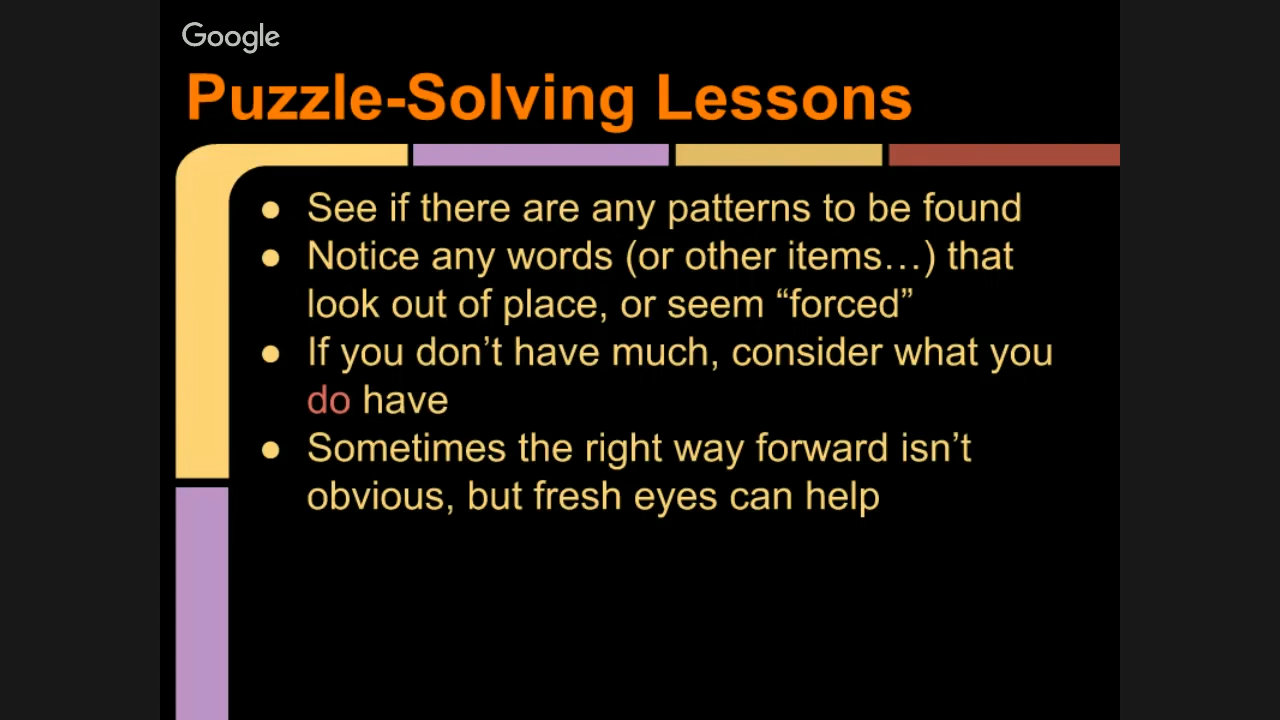 Google
Puzzle-Solving Lessons
● See if there are any patterns to be found
● Notice any words (or other items…) that
look out of place, or seem “forced”
● If you don’t have much, consider what you
do have
● Sometimes the right way forward isn’t
obvious, but fresh eyes can help